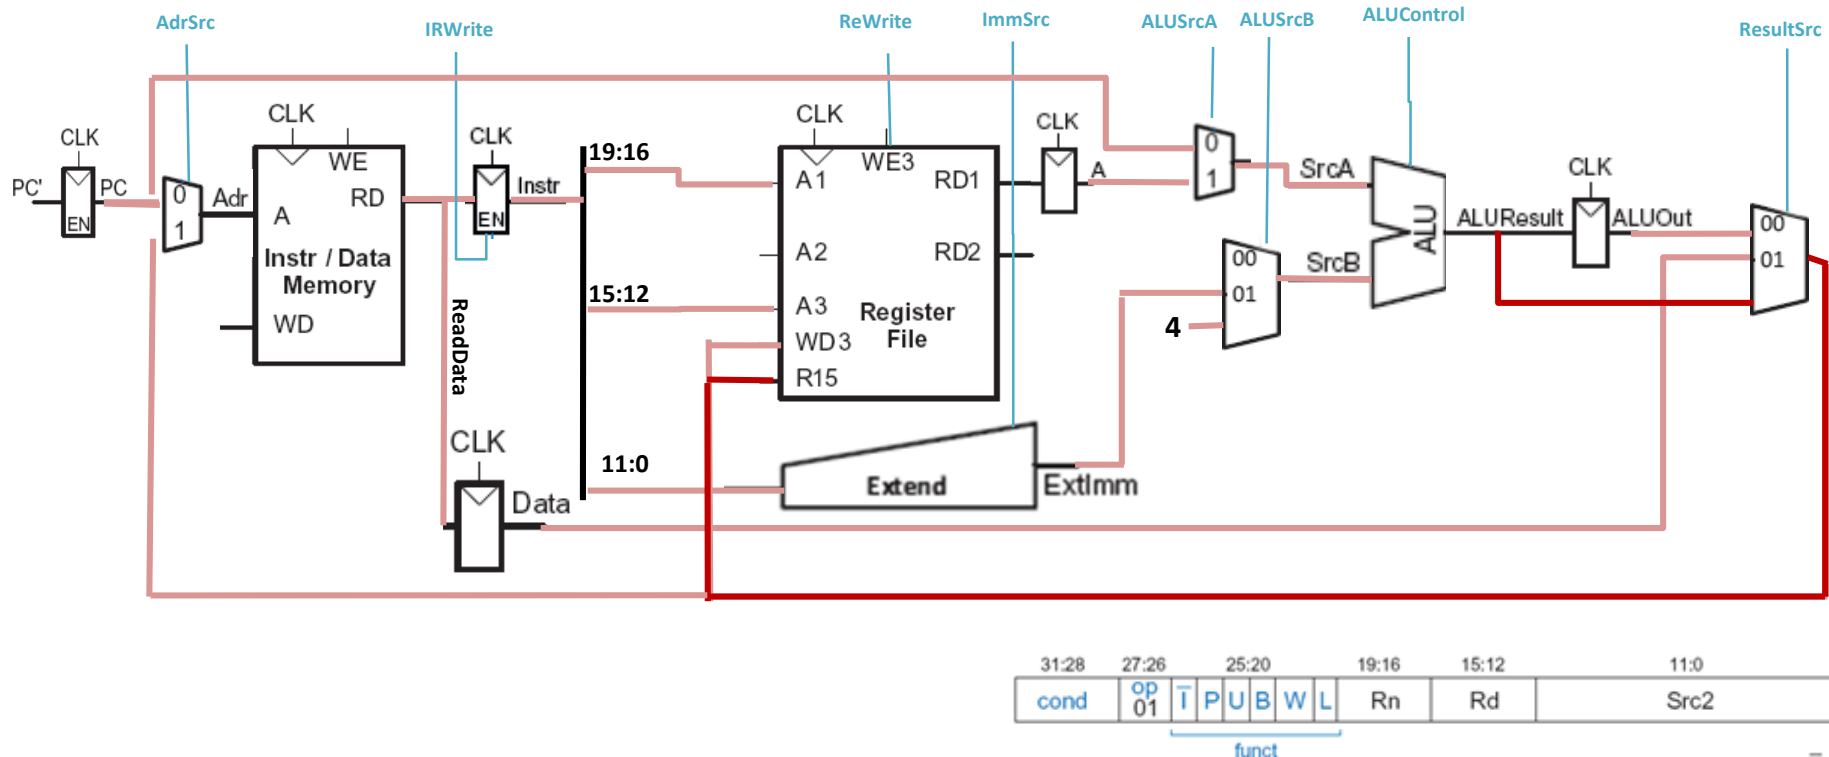 AdrSrc
IRWrite
ReWrite
ImmSrc
ALUSrcA
ALUSrcB
ALUControl
ResultSrc
CLK
CLK
CLK
CLK
CLK
CLK
PC'
PC
EN
0
1
Adr
WE
RD
A
Instr / Data
Memory
WD
Instr
EN
19:16
A1
WE3
RD1
A2
RD2
15:12
A3
WD3
R15
Register
File
A
0
1
SrcA
00
01
SrcB
4
ALU
ALUResult
ALUOut
00
01
ReadData
CLK
Data
11:0
Extend
ExtImm
31:28 27:26 25:20 19:16 15:12 11:0
cond op 01 I P U B W L Rn Rd Src2
funct